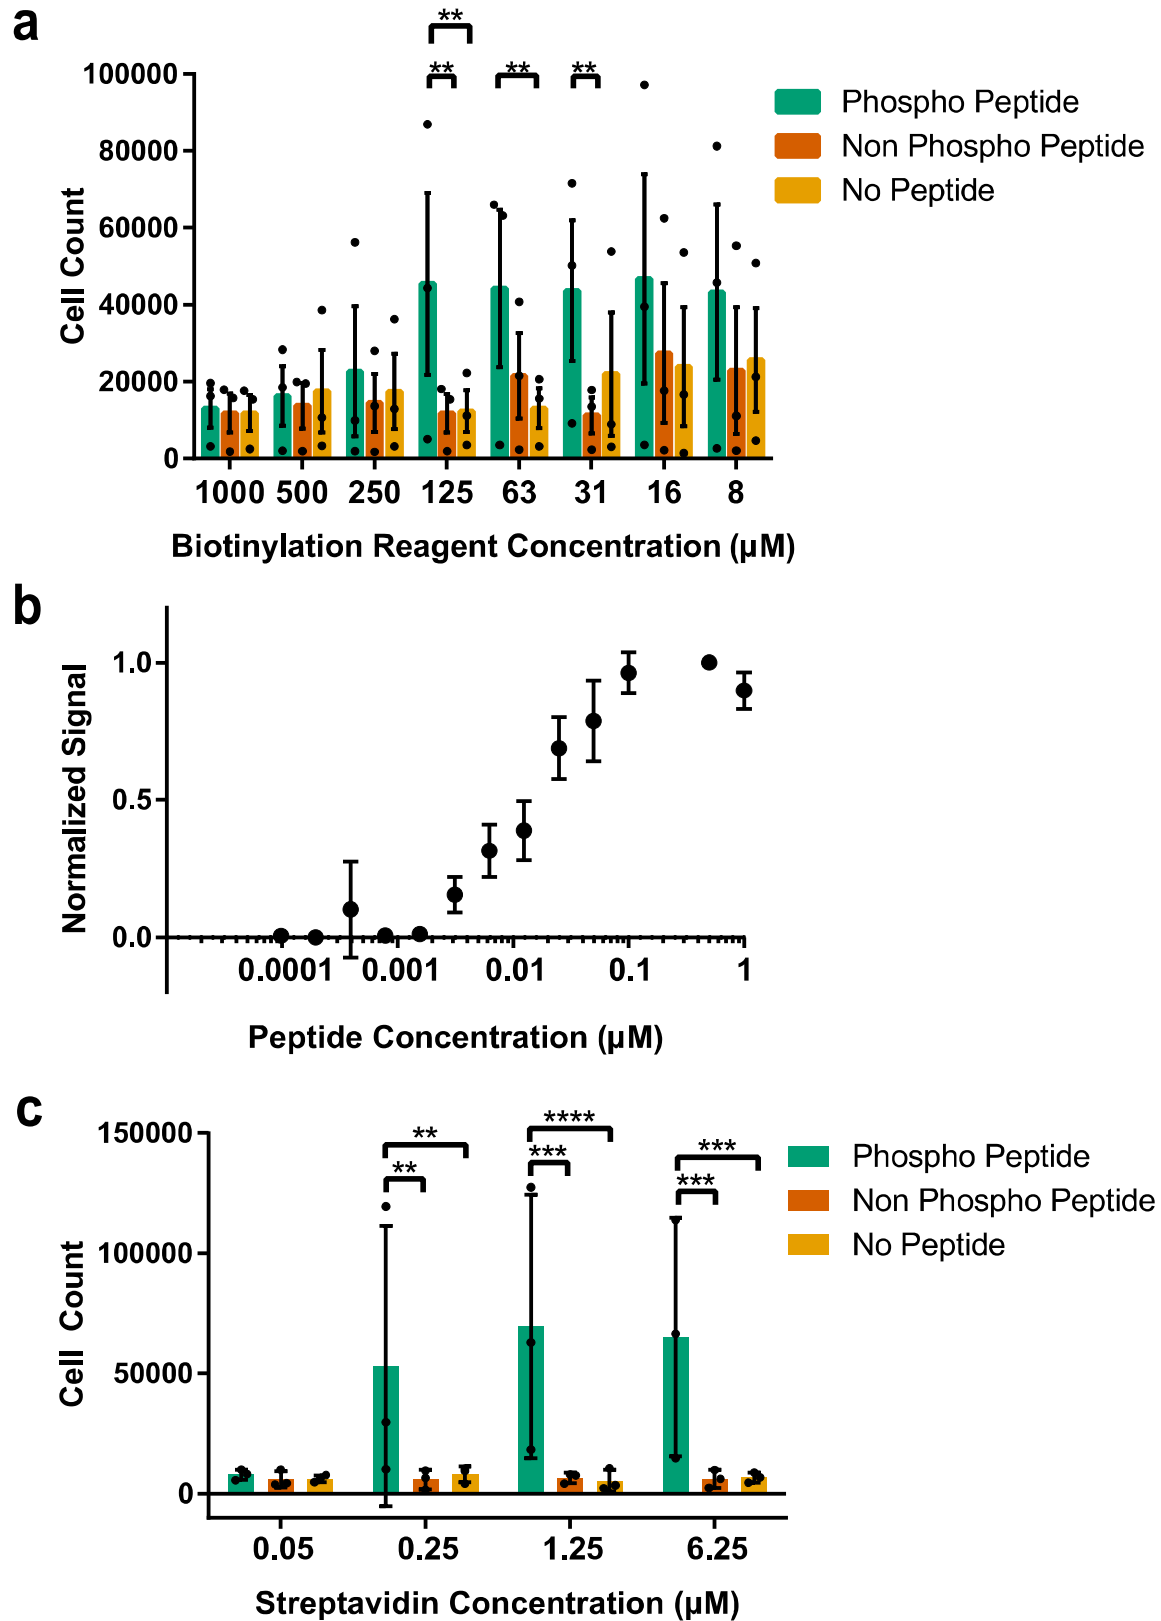 a
**
** ** **
100000
80000
60000
40000
20000
0
Cell Count
Phospho Peptide
Non Phospho Peptide
No Peptide
1000 500 250 125 63 31 16 8
Biotinylation Reagent Concentration (µM)
b
1.0
0.5
0.0
Normalized Signal
0.0001 0.001 0.01 0.1 1
Peptide Concentration (µM)
c
150000
100000
50000
0
Cell Count
** **** ***
** *** ***
Phospho Peptide
Non Phospho Peptide
No Peptide
0.05 0.25 1.25 6.25
Streptavidin Concentration (µM)